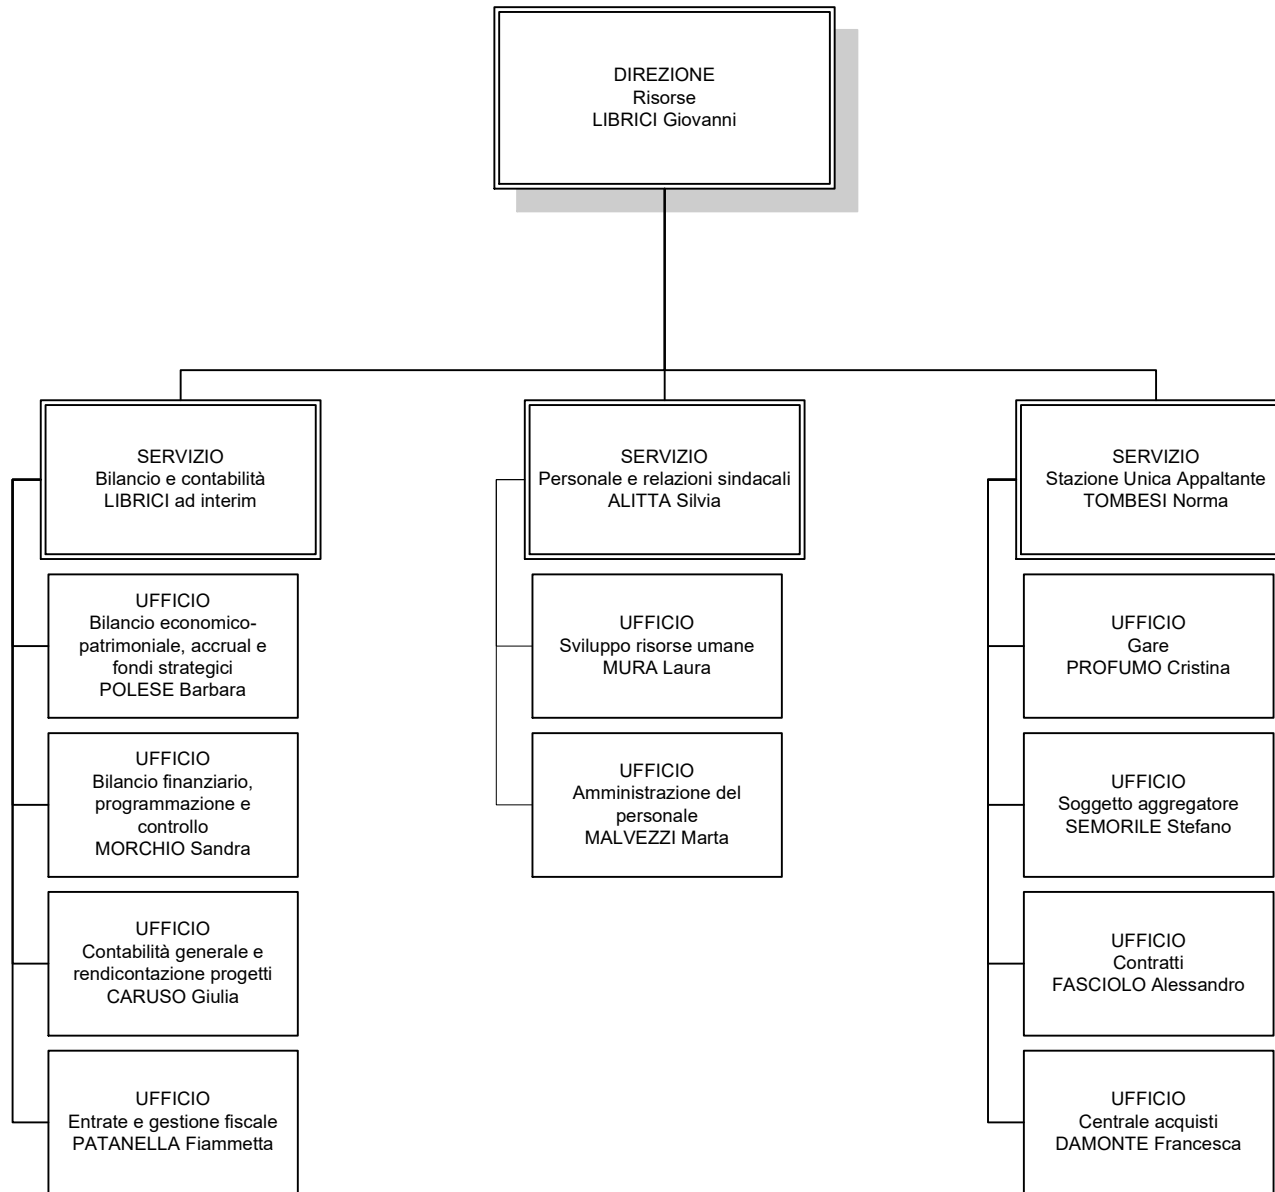 DIREZIONE
Risorse
LIBRICI Giovanni
SERVIZIO
Bilancio e contabilità
LIBRICI ad interim
UFFICIO
Bilancio economico-
patrimoniale, accrual e
fondi strategici
POLESE Barbara
UFFICIO
Bilancio finanziario,
programmazione e
controllo
MORCHIO Sandra
UFFICIO
Contabilità generale e
rendicontazione progetti
CARUSO Giulia
UFFICIO
Entrate e gestione fiscale
PATANELLA Fiammetta
SERVIZIO
Personale e relazioni sindacali
ALITTA Silvia
UFFICIO
Sviluppo risorse umane
MURA Laura
UFFICIO
Amministrazione del
personale
MALVEZZI Marta
SERVIZIO
Stazione Unica Appaltante
TOMBESI Norma
UFFICIO
Gare
PROFUMO Cristina
UFFICIO
Soggetto aggregatore
SEMORILE Stefano
UFFICIO
Contratti
FASCIOLO Alessandro
UFFICIO
Centrale acquisti
DAMONTE Francesca